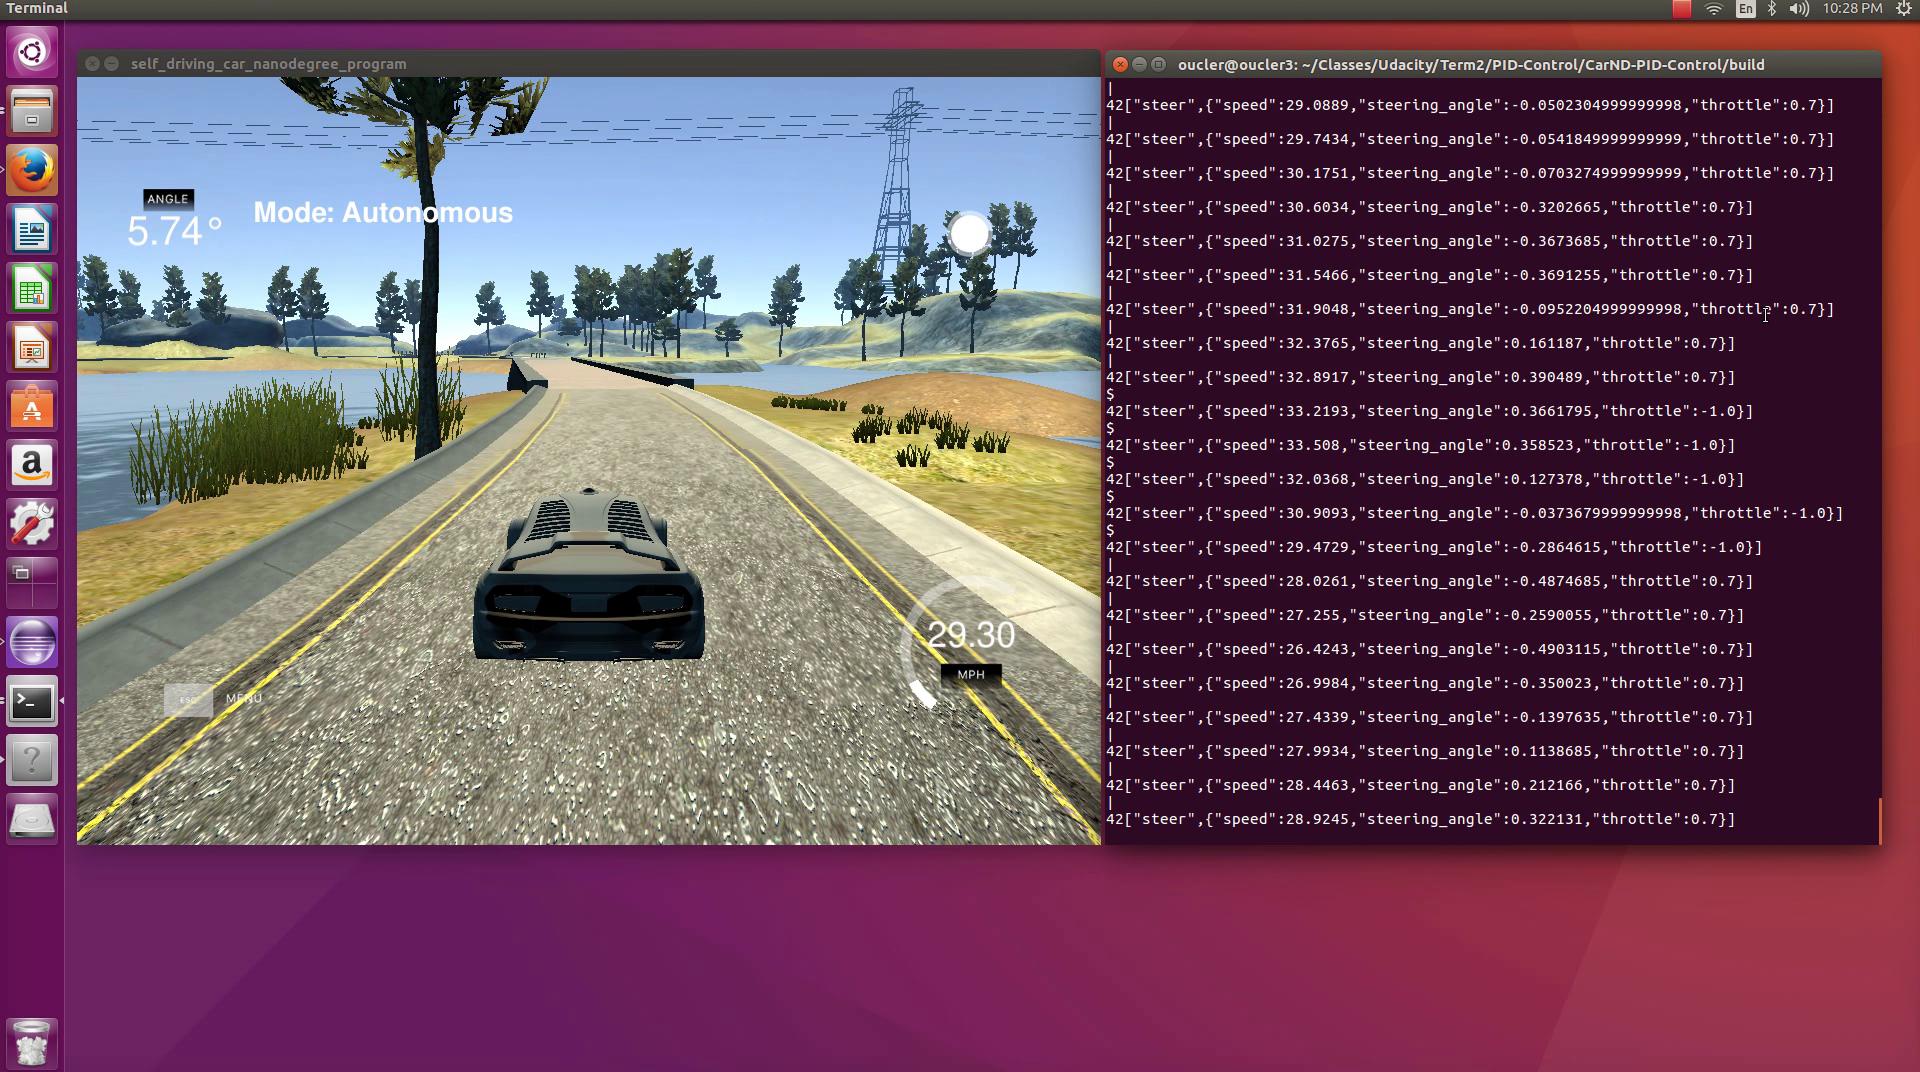 Terminal
En
10:28 PM
self_driving_car_nanodegree_program
ANGLE
5.74°
Mode: Autonomous
29.30
MPH
ESC
MENU
oucler@oucler3: ~/Classes/Udacity/Term2/PID-Control/CarND-PID-Control/build
|
42["steer",{"speed":29.0889,"steering_angle":-0.0502304999999998,"throttle":0.7}]
|
42["steer",{"speed":29.7434,"steering_angle":-0.0541849999999999,"throttle":0.7}]
|
42["steer",{"speed":30.1751,"steering_angle":-0.0703274999999999,"throttle":0.7}]
|
42["steer",{"speed":30.6034,"steering_angle":-0.3202665,"throttle":0.7}]
|
42["steer",{"speed":31.0275,"steering_angle":-0.3673685,"throttle":0.7}]
|
42["steer",{"speed":31.5466,"steering_angle":-0.3691255,"throttle":0.7}]
|
42["steer",{"speed":31.9048,"steering_angle":-0.0952204999999998,"throttle":0.7}]
|
42["steer",{"speed":32.3765,"steering_angle":0.161187,"throttle":0.7}]
|
42["steer",{"speed":32.8917,"steering_angle":0.390489,"throttle":0.7}]
$
42["steer",{"speed":33.2193,"steering_angle":0.3661795,"throttle":-1.0}]
$
42["steer",{"speed":33.508,"steering_angle":0.358523,"throttle":-1.0}]
$
42["steer",{"speed":32.0368,"steering_angle":0.127378,"throttle":-1.0}]
$
42["steer",{"speed":30.9093,"steering_angle":-0.0373679999999998,"throttle":-1.0}]
$
42["steer",{"speed":29.4729,"steering_angle":-0.2864615,"throttle":-1.0}]
|
42["steer",{"speed":28.0261,"steering_angle":-0.4874685,"throttle":0.7}]
|
42["steer",{"speed":27.255,"steering_angle":-0.2590055,"throttle":0.7}]
|
42["steer",{"speed":26.4243,"steering_angle":-0.4903115,"throttle":0.7}]
|
42["steer",{"speed":26.9984,"steering_angle":-0.350023,"throttle":0.7}]
|
42["steer",{"speed":27.4339,"steering_angle":-0.1397635,"throttle":0.7}]
|
42["steer",{"speed":27.9934,"steering_angle":0.1138685,"throttle":0.7}]
|
42["steer",{"speed":28.4463,"steering_angle":0.212166,"throttle":0.7}]
|
42["steer",{"speed":28.9245,"steering_angle":0.322131,"throttle":0.7}]